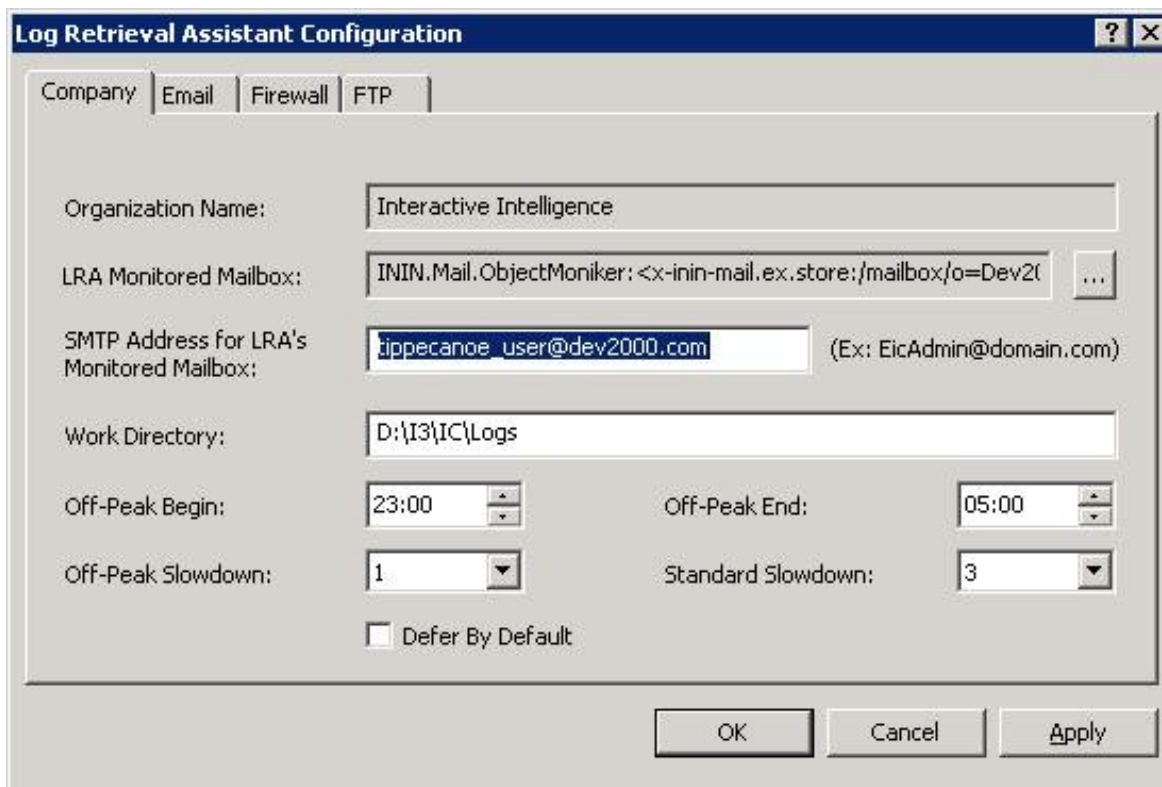 Log Retrieval Assistant Configuration
Company Email Firewall FTP
Organization Name: Interactive Intelligence
LRA Monitored Mailbox: ININ.Mail.ObjectMoniker:<x-inin-mail.ex.store:/mailbox/o=Dev20 ...
SMTP Address for LRA's
Monitored Mailbox: tippecanoe_user@dev2000.com (Ex: EicAdmin@domain.com)
Work Directory: D:\I3\IC\Logs
Off-Peak Begin: 23:00 Off-Peak End: 05:00
Off-Peak Slowdown: 1 Standard Slowdown: 3
Defer By Default
OK Cancel Apply